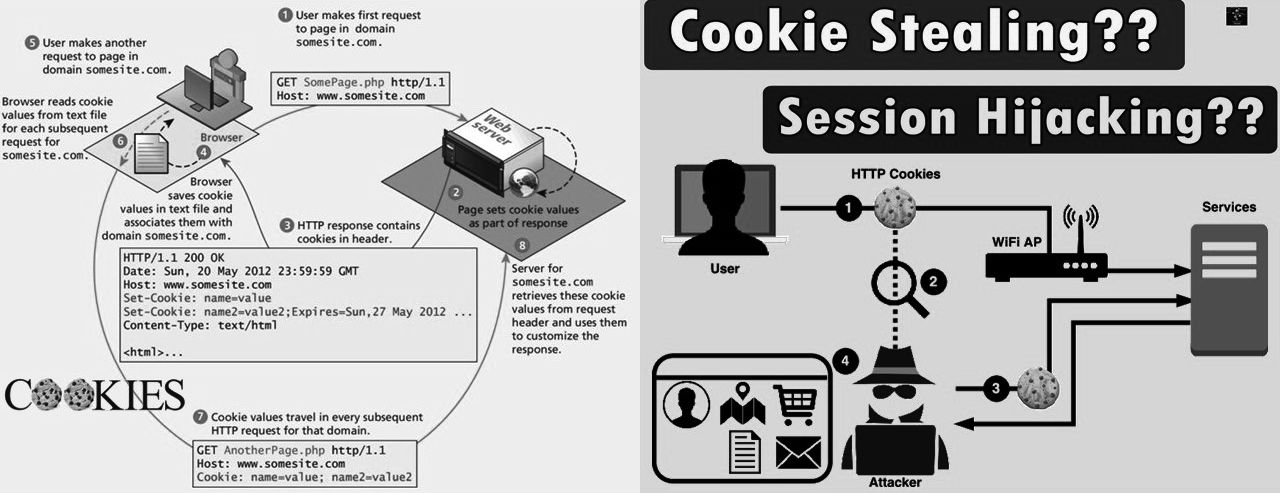 1 User makes first request
to page in domain
somesite.com.
5 User makes another
request to page in
domain somesite.com.
GET SomePage.php http/1.1
Host: www.somesite.com
Browser reads cookie
values from text file
for each subsequent
request for
somesite.com.
6
4
Browser
Web
server
Browser
saves cookie
values in text file and
associates them with
domain somesite.com.
2
Page sets cookie values
as part of response
3 HTTP response contains
cookies in header.
HTTP/1.1 200 OK
Date: Sun, 20 May 2012 23:59:59 GMT
Host: www.somesite.com
Set-Cookie: name=value
Set-Cookie: name2=value2;Expires=Sun,27 May 2012 ...
Content-Type: text/html
<html>...
8
Server for
somesite.com
retrieves these cookie
values from request
header and uses them
to customize the
response.
COOKIES
7 Cookie values travel in every subsequent
HTTP request for that domain.
GET AnotherPage.php http/1.1
Host: www.somesite.com
Cookie: name=value; name2=value2
Cookie Stealing??
Session Hijacking??
HTTP Cookies
1
User
WiFi AP
Services
2
4
3
Attacker